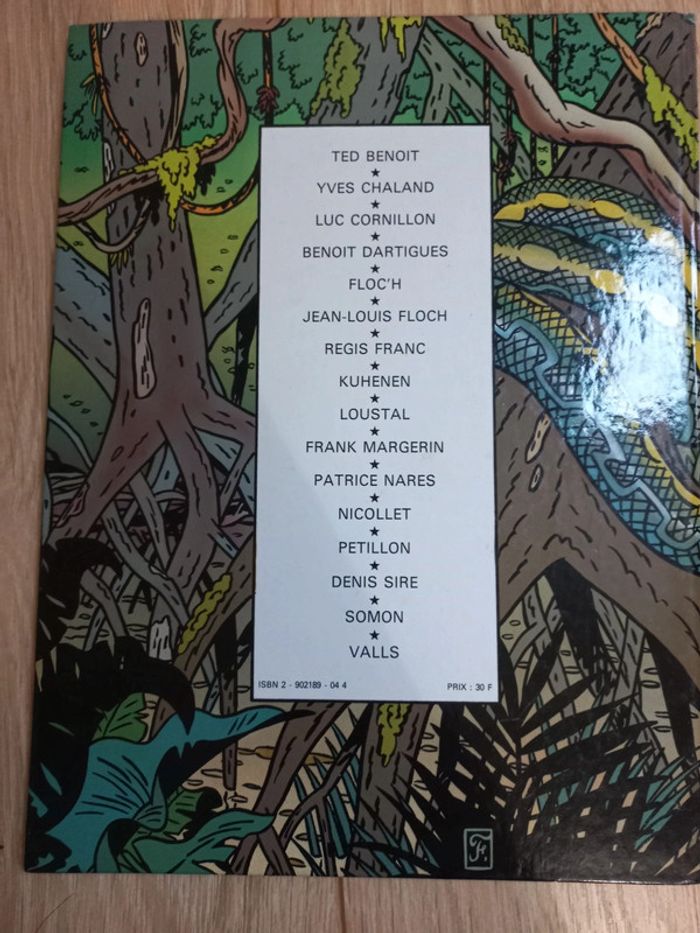 TED BENOIT
★
YVES CHALAND
★
LUC CORNILLON
★
BENOIT DARTIGUES
★
FLOC'H
★
JEAN-LOUIS FLOCH
★
REGIS FRANC
★
KUHENEN
★
LOUSTAL
★
FRANK MARGERIN
★
PATRICE NARES
★
NICOLLET
★
PETILLON
★
DENIS SIRE
★
SOMON
★
VALLS
ISBN 2 - 902189 - 04 4 PRIX : 30 F